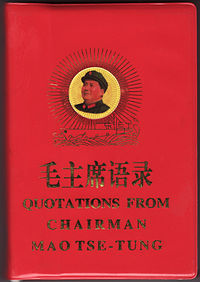 毛主席语录
QUOTATIONS FROM
CHAIRMAN
MAO TSE-TUNG